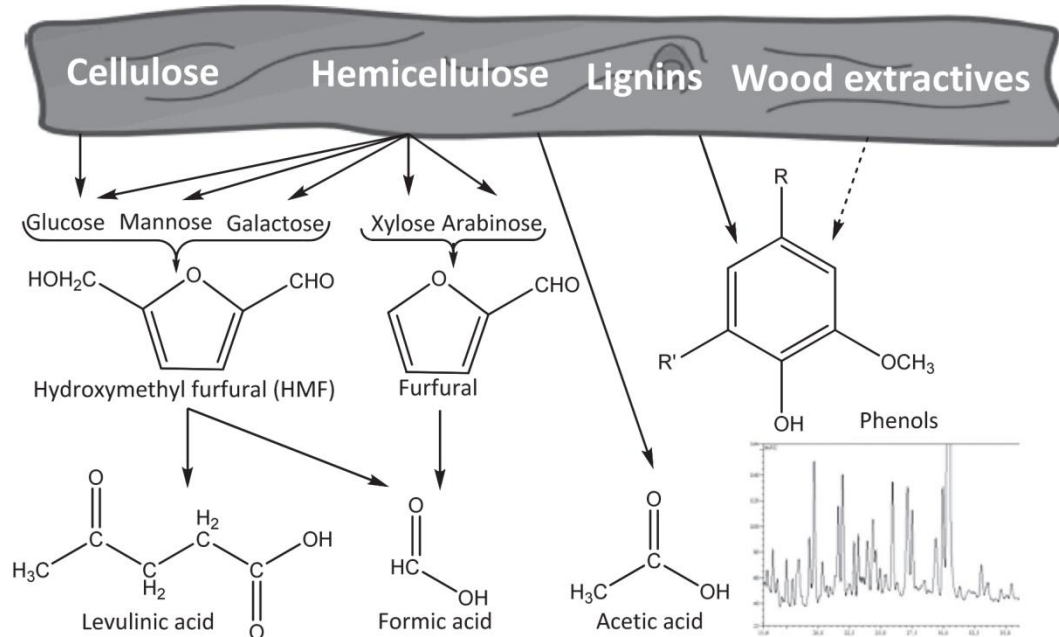 Cellulose Hemicellulose Lignins Wood extractives
Glucose Mannose Galactose Xylose Arabinose
HOH₂C O CHO
O CHO
R
R'
OCH₃
OH
Hydroxymethyl furfural (HMF)
Furfural
Phenols
O
H₂
C
OH
H₃C
C
H₂
O
Levulinic acid
O
HC
OH
Formic acid
O
H₃C
OH
Acetic acid